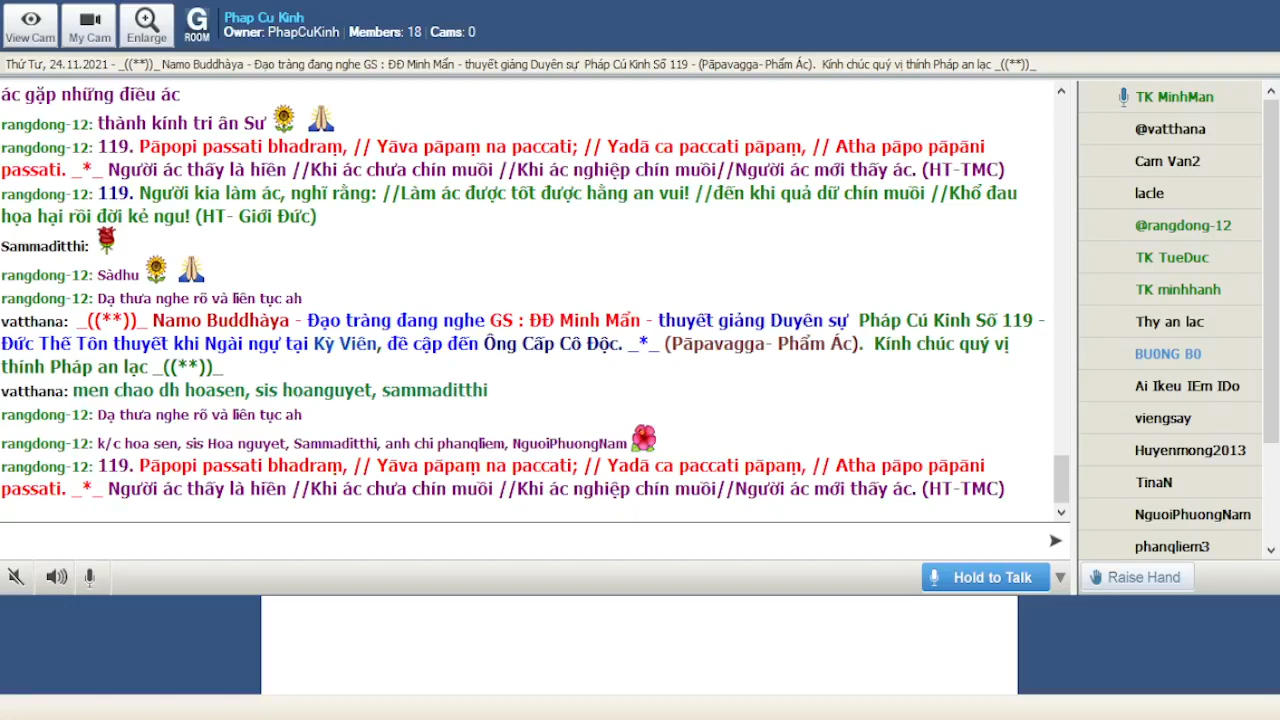 View Cam
My Cam
Enlarge
G
ROOM
Phap Cu Kinh
Owner: PhapCuKinh | Members: 18 | Cams: 0
Thứ Tư, 24.11.2021 - _((**))_ Namo Buddhàya - Đạo tràng đang nghe GS : ĐĐ Minh Mẩn - thuyết giảng Duyên sự Pháp Cú Kinh Số 119 - (Pāpavagga- Phẩm Ác). Kính chúc quý vị thính Pháp an lạc _((**))_
ác gặp những điều ác
rangdong-12: thành kính tri ân Sư
rangdong-12: 119. Pāpopi passati bhadraṃ, // Yāva pāpaṃ na paccati; // Yadā ca paccati pāpaṃ, // Atha pāpo pāpāni
passati. _*_ Người ác thấy là hiền //Khi ác chưa chín muồi //Khi ác nghiệp chín muồi//Người ác mới thấy ác. (HT-TMC)
rangdong-12: 119. Người kia làm ác, nghĩ rằng: //Làm ác được tốt được hằng an vui! //đến khi quả dữ chín muồi //Khổ đau
họa hại rồi đời kẻ ngu! (HT- Giới Đức)
Sammaditthi:
rangdong-12: Sàdhu
rangdong-12: Dạ thưa nghe rõ và liên tục ah
vatthana: _((**))_ Namo Buddhàya - Đạo tràng đang nghe GS : ĐĐ Minh Mẩn - thuyết giảng Duyên sự Pháp Cú Kinh Số 119 -
Đức Thế Tôn thuyết khi Ngài ngự tại Kỳ Viên, đề cập đến Ông Cấp Cô Độc. _*_ (Pāpavagga- Phẩm Ác). Kính chúc quý vị
thính Pháp an lạc _((**))_
vatthana: men chao dh hoasen, sis hoanguyet, sammaditthi
rangdong-12: Dạ thưa nghe rõ và liên tục ah
rangdong-12: k/c hoa sen, sis Hoa nguyet, Sammaditthi, anh chi phanqliem, NguoiPhuongNam
rangdong-12: 119. Pāpopi passati bhadraṃ, // Yāva pāpaṃ na paccati; // Yadā ca paccati pāpaṃ, // Atha pāpo pāpāni
passati. _*_ Người ác thấy là hiền //Khi ác chưa chín muồi //Khi ác nghiệp chín muồi//Người ác mới thấy ác. (HT-TMC)
Hold to Talk
TK MinhMan
@vatthana
Cam Van2
lacle
@rangdong-12
TK TueDuc
TK minhhanh
Thy an lac
BU0NG B0
Ai Ikeu IEm IDo
viengsay
Huyenmong2013
TinaN
NguoiPhuongNam
phanqliem3
Raise Hand